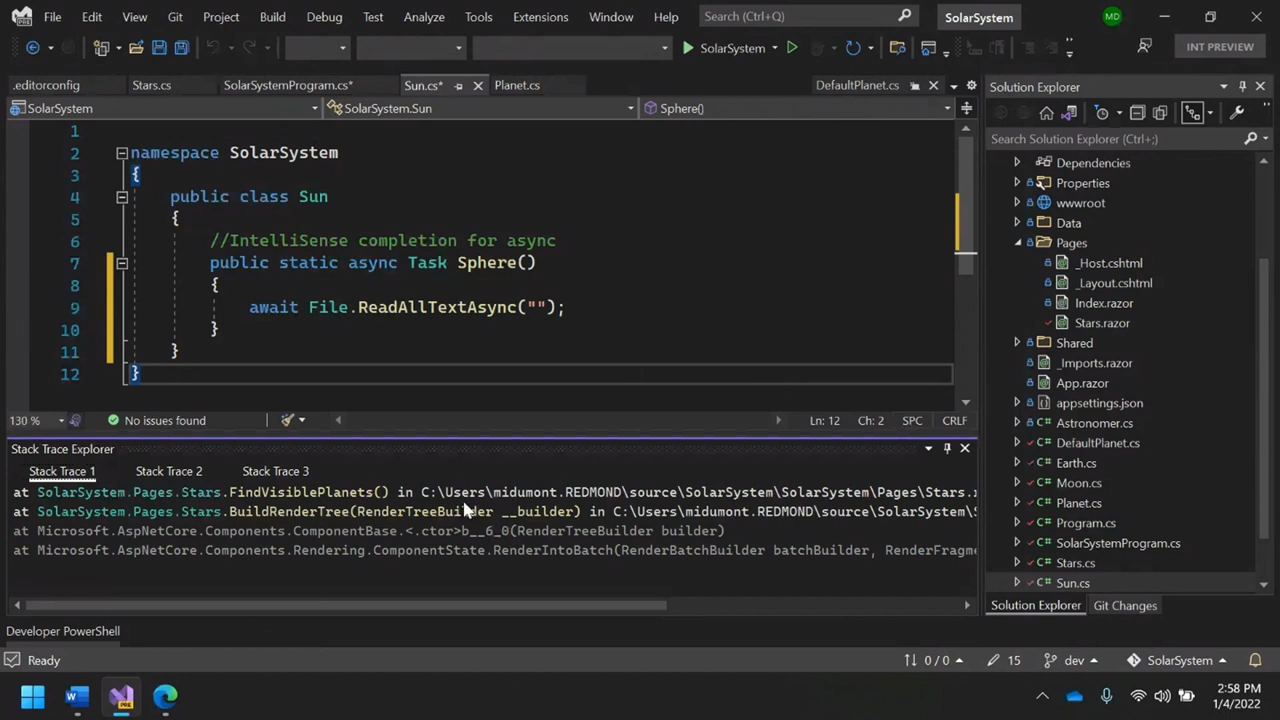 File Edit View Git Project Build Debug Test Analyze Tools Extensions Window Help Search (Ctrl+Q) SolarSystem MD
SolarSystem INT PREVIEW
.editorconfig Stars.cs SolarSystemProgram.cs* Sun.cs* Planet.cs DefaultPlanet.cs
SolarSystem SolarSystem.Sun Sphere()
1
2 namespace SolarSystem
3 {
4 public class Sun
5 {
6 //IntelliSense completion for async
7 public static async Task Sphere()
8 {
9 await File.ReadAllTextAsync("");
10 }
11 }
12 }
130 % No issues found Ln: 12 Ch: 2 SPC CRLF
Stack Trace Explorer
Stack Trace 1 Stack Trace 2 Stack Trace 3
at SolarSystem.Pages.Stars.FindVisiblePlanets() in C:\Users\midumont.REDMOND\source\SolarSystem\SolarSystem\Pages\Stars.
at SolarSystem.Pages.Stars.BuildRenderTree(RenderTreeBuilder __builder) in C:\Users\midumont.REDMOND\source\SolarSystem\
at Microsoft.AspNetCore.Components.ComponentBase.<.ctor>b__6_0(RenderTreeBuilder builder)
at Microsoft.AspNetCore.Components.Rendering.ComponentState.RenderIntoBatch(RenderBatchBuilder batchBuilder, RenderFragme
Developer PowerShell
Solution Explorer
Search Solution Explorer (Ctrl+;)
Dependencies
Properties
wwwroot
Data
Pages
_Host.cshtml
_Layout.cshtml
Index.razor
Stars.razor
Shared
_Imports.razor
App.razor
appsettings.json
Astronomer.cs
DefaultPlanet.cs
Earth.cs
Moon.cs
Planet.cs
Program.cs
SolarSystemProgram.cs
Stars.cs
Sun.cs
Solution Explorer Git Changes
Ready 0 / 0 15 dev SolarSystem
2:58 PM
1/4/2022